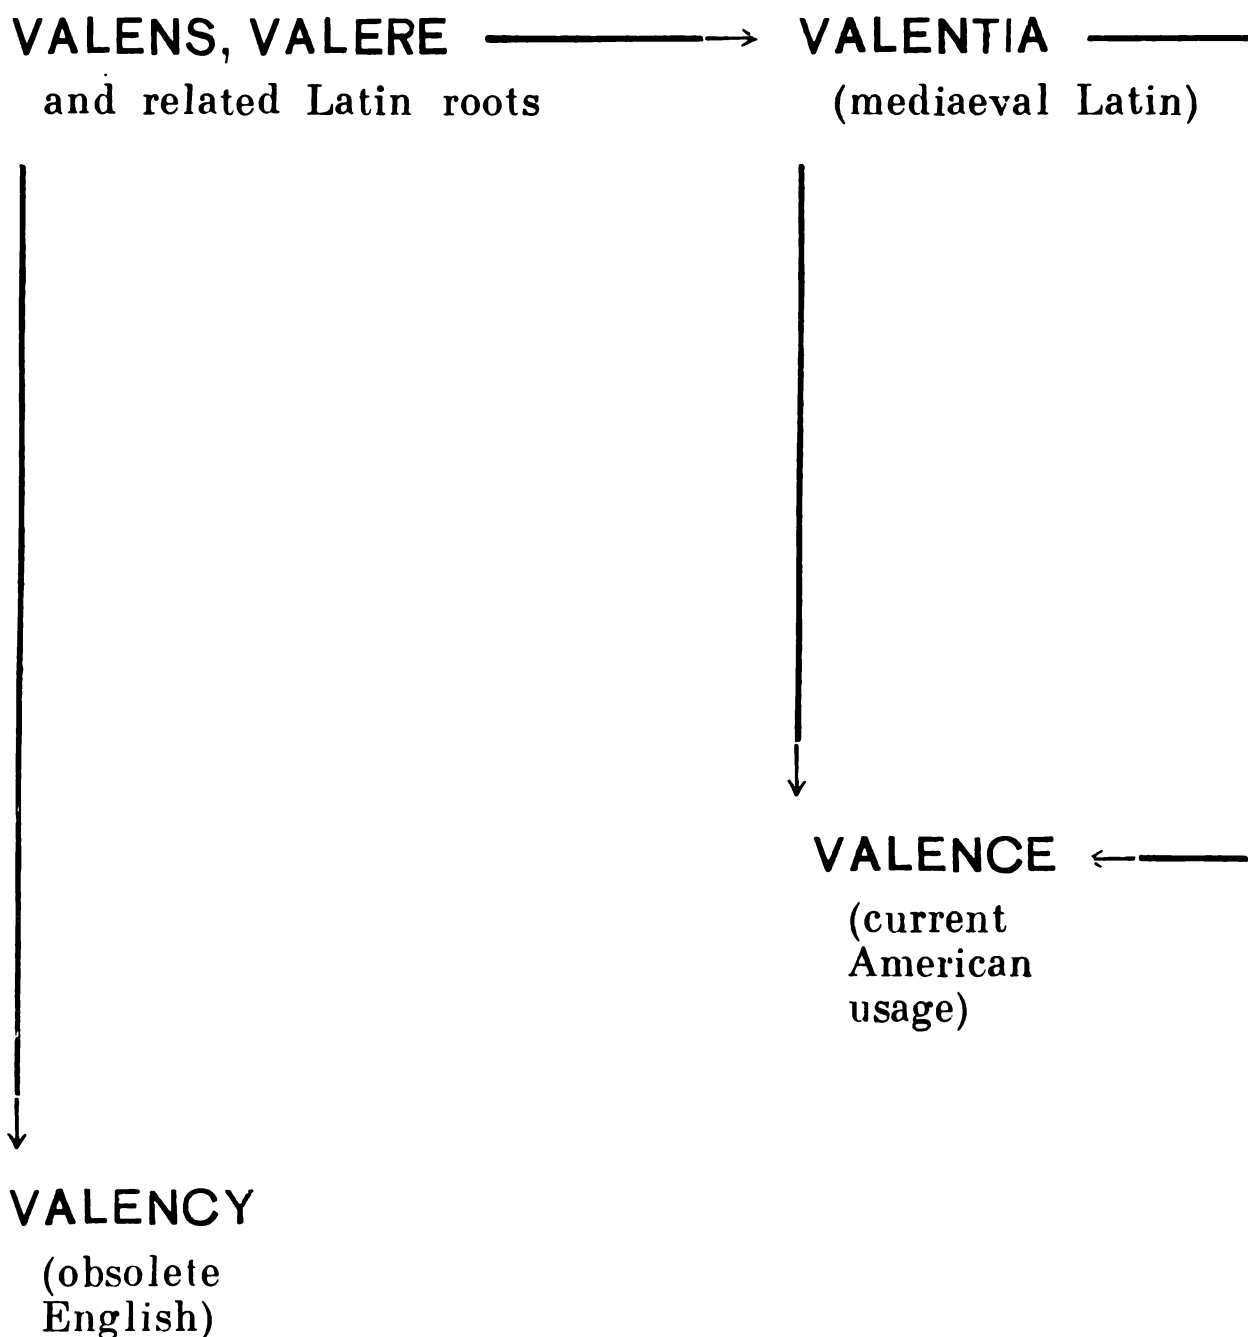 VALENS, VALERE
and related Latin roots
VALENTIA
(mediaeval Latin)
VALENCE
(current
American
usage)
VALENCY
(obsolete
English)